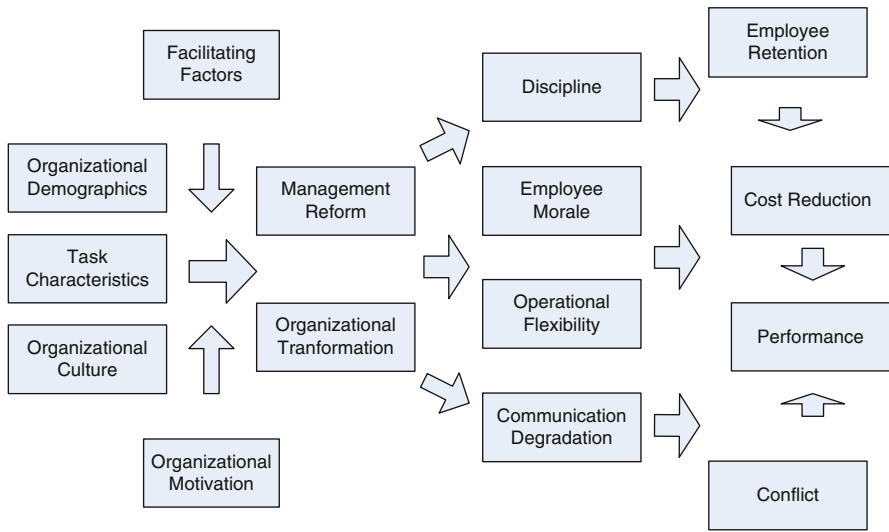 Facilitating
Factors
Organizational
Demographics
Task
Characteristics
Organizational
Culture
Organizational
Motivation
Management
Reform
Organizational
Tranformation
Discipline
Employee
Morale
Operational
Flexibility
Communication
Degradation
Employee
Retention
Cost Reduction
Performance
Conflict